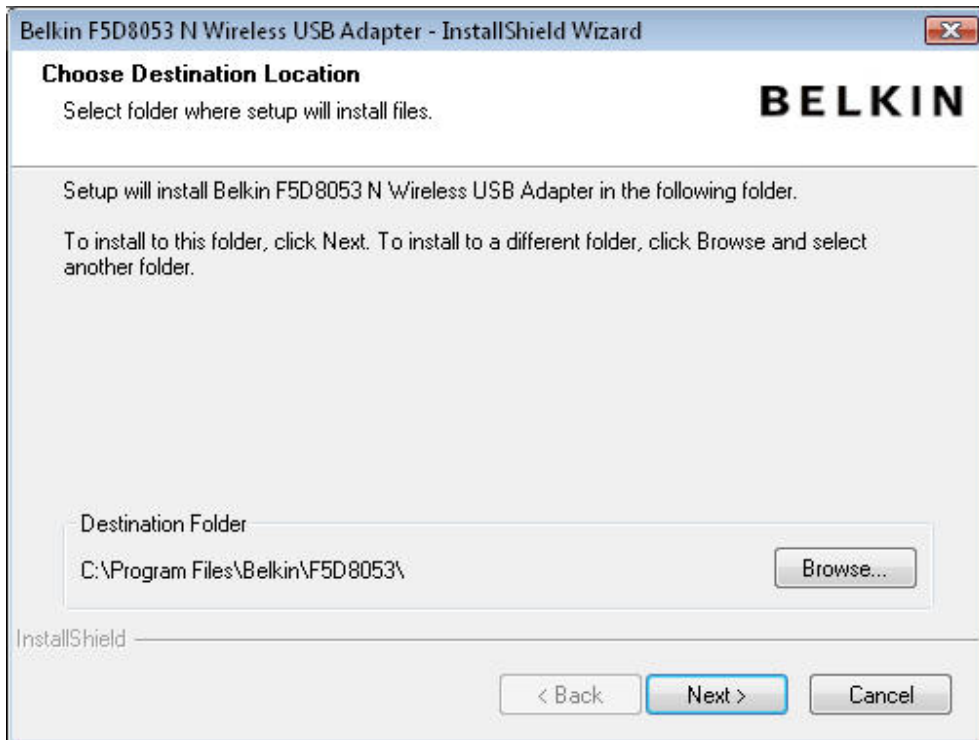 Belkin F5D8053 N Wireless USB Adapter - InstallShield Wizard
Choose Destination Location
Select folder where setup will install files.
BELKIN
Setup will install Belkin F5D8053 N Wireless USB Adapter in the following folder.
To install to this folder, click Next. To install to a different folder, click Browse and select
another folder.
Destination Folder
C:\Program Files\Belkin\F5D8053\
Browse...
InstallShield
< Back
Next >
Cancel